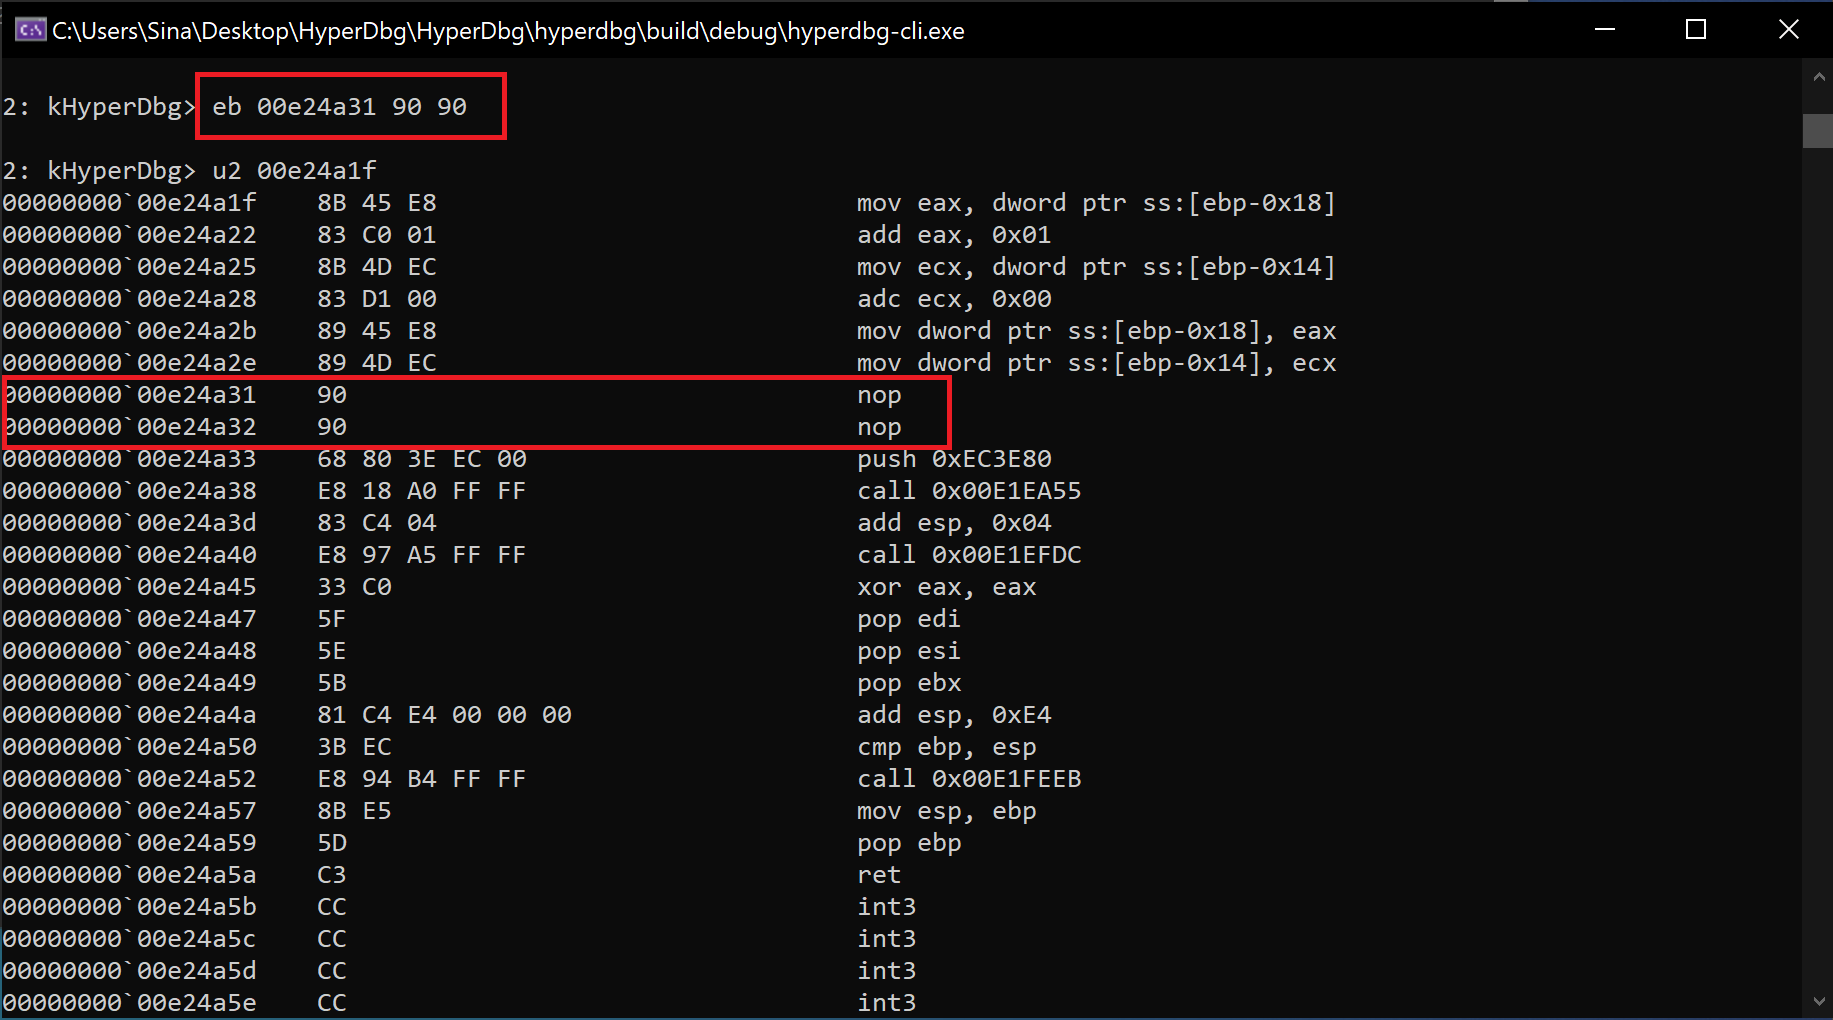 C:\Users\Sina\Desktop\HyperDbg\HyperDbg\hyperdbg\build\debug\hyperdbg-cli.exe
2: kHyperDbg> eb 00e24a31 90 90
2: kHyperDbg> u2 00e24a1f
00000000`00e24a1f    8B 45 E8                            mov eax, dword ptr ss:[ebp-0x18]
00000000`00e24a22    83 C0 01                            add eax, 0x01
00000000`00e24a25    8B 4D EC                            mov ecx, dword ptr ss:[ebp-0x14]
00000000`00e24a28    83 D1 00                            adc ecx, 0x00
00000000`00e24a2b    89 45 E8                            mov dword ptr ss:[ebp-0x18], eax
00000000`00e24a2e    89 4D EC                            mov dword ptr ss:[ebp-0x14], ecx
00000000`00e24a31    90                                  nop
00000000`00e24a32    90                                  nop
00000000`00e24a33    68 80 3E EC 00                      push 0xEC3E80
00000000`00e24a38    E8 18 A0 FF FF                      call 0x00E1EA55
00000000`00e24a3d    83 C4 04                            add esp, 0x04
00000000`00e24a40    E8 97 A5 FF FF                      call 0x00E1EFDC
00000000`00e24a45    33 C0                               xor eax, eax
00000000`00e24a47    5F                                  pop edi
00000000`00e24a48    5E                                  pop esi
00000000`00e24a49    5B                                  pop ebx
00000000`00e24a4a    81 C4 E4 00 00 00                   add esp, 0xE4
00000000`00e24a50    3B EC                               cmp ebp, esp
00000000`00e24a52    E8 94 B4 FF FF                      call 0x00E1FEEB
00000000`00e24a57    8B E5                               mov esp, ebp
00000000`00e24a59    5D                                  pop ebp
00000000`00e24a5a    C3                                  ret
00000000`00e24a5b    CC                                  int3
00000000`00e24a5c    CC                                  int3
00000000`00e24a5d    CC                                  int3
00000000`00e24a5e    CC                                  int3